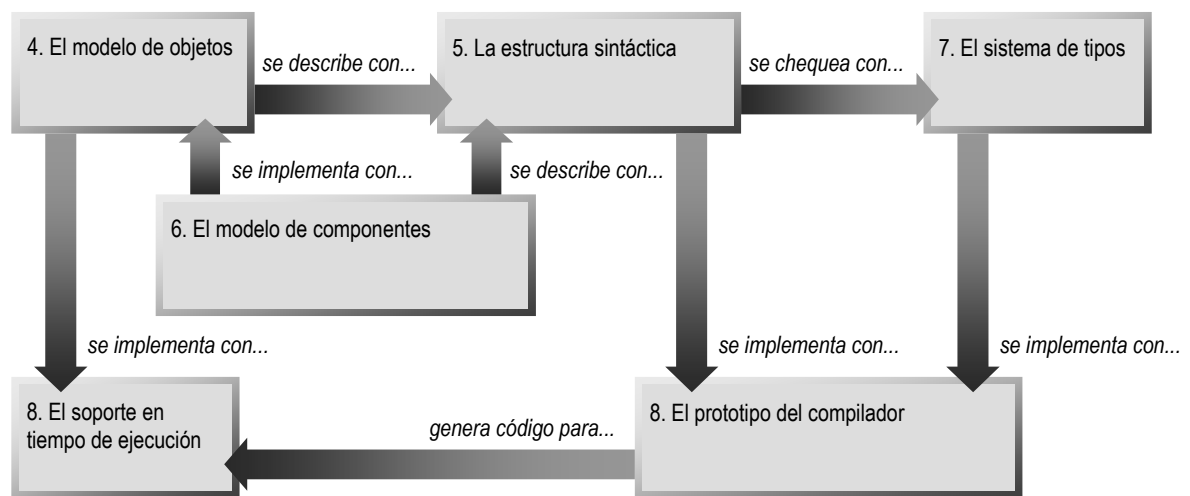 4. El modelo de objetos
se describe con...
5. La estructura sintáctica
se chequea con...
7. El sistema de tipos
se implementa con...
se describe con...
6. El modelo de componentes
se implementa con...
se implementa con...
se implementa con...
8. El soporte en
tiempo de ejecución
genera código para...
8. El prototipo del compilador